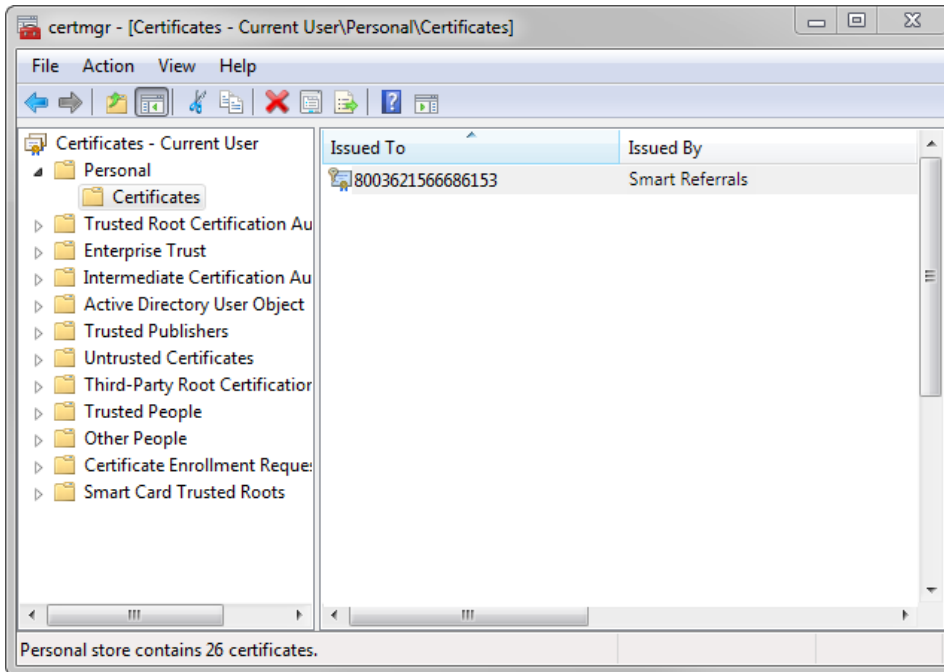 certmgr - [Certificates - Current User\Personal\Certificates]
File Action View Help
Certificates - Current User
Personal
Certificates
Trusted Root Certification Au
Enterprise Trust
Intermediate Certification Au
Active Directory User Object
Trusted Publishers
Untrusted Certificates
Third-Party Root Certification
Trusted People
Other People
Certificate Enrollment Reques
Smart Card Trusted Roots
Issued To Issued By
8003621566686153 Smart Referrals
Personal store contains 26 certificates.